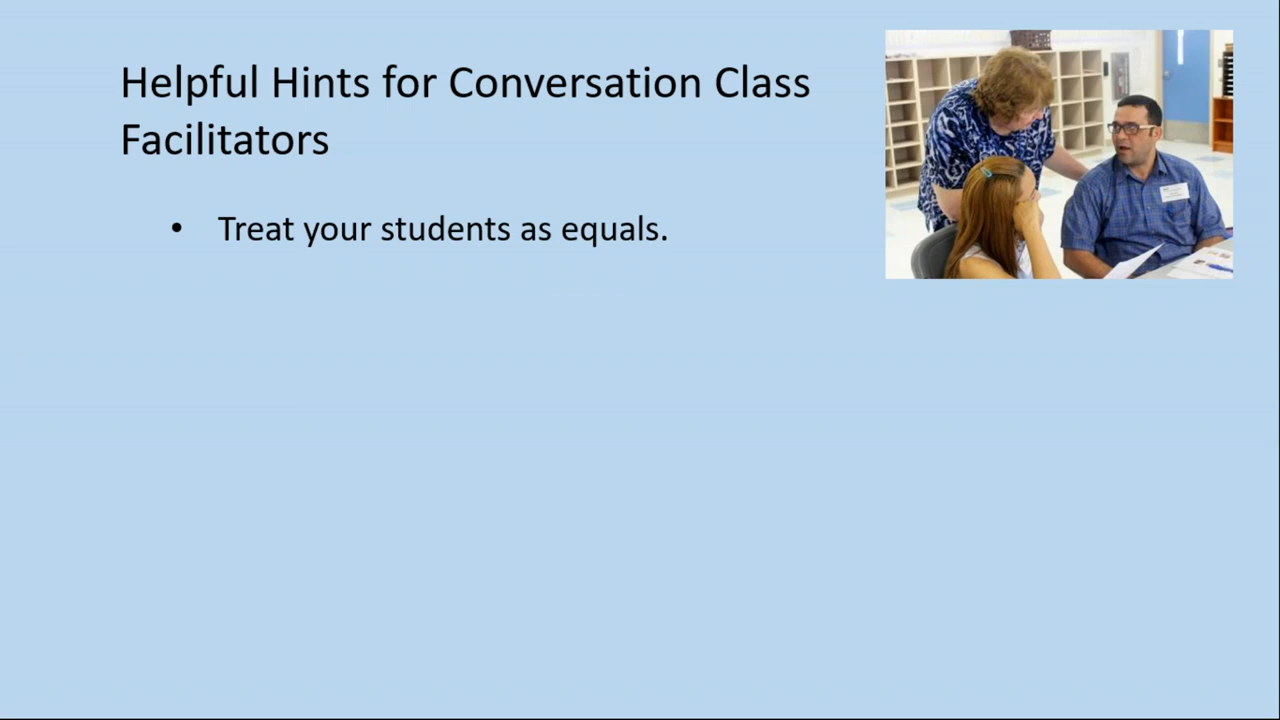 Helpful Hints for Conversation Class
Facilitators
• Treat your students as equals.